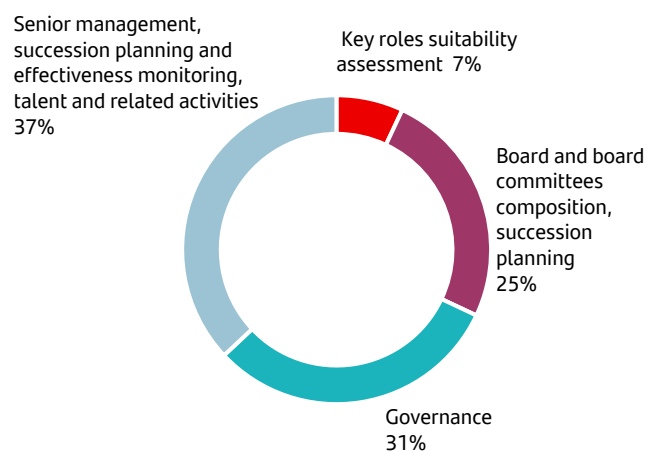 Senior management,
succession planning and
effectiveness monitoring,
talent and related activities
37%
Key roles suitability
assessment 7%
Board and board
committees
composition,
succession
planning
25%
Governance
31%